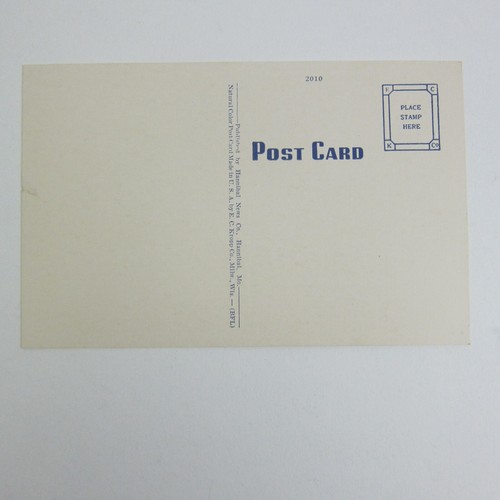 2010
E C
PLACE
STAMP
HERE
K Co
POST CARD
Published by Hannibal News Co., Hannibal, Mo.
Natural Color Post Card Made in U. S. A. by E. C. Kropp Co., Milw., Wis.—(EPL)